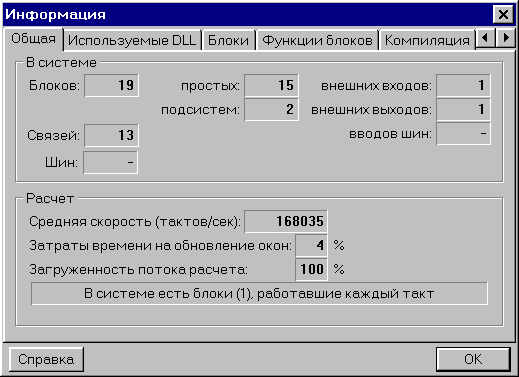 Информация
Общая Используемые DLL Блоки Функции блоков Компиляция
В системе
Блоков: 19 простых: 15 внешних входов: 1
подсистем: 2 внешних выходов: 1
Связей: 13 вводов шин: -
Шин: -
Расчет
Средняя скорость (тактов/сек): 168035
Затраты времени на обновление окон: 4 %
Загруженность потока расчета: 100 %
В системе есть блоки (1), работавшие каждый такт
Справка OK